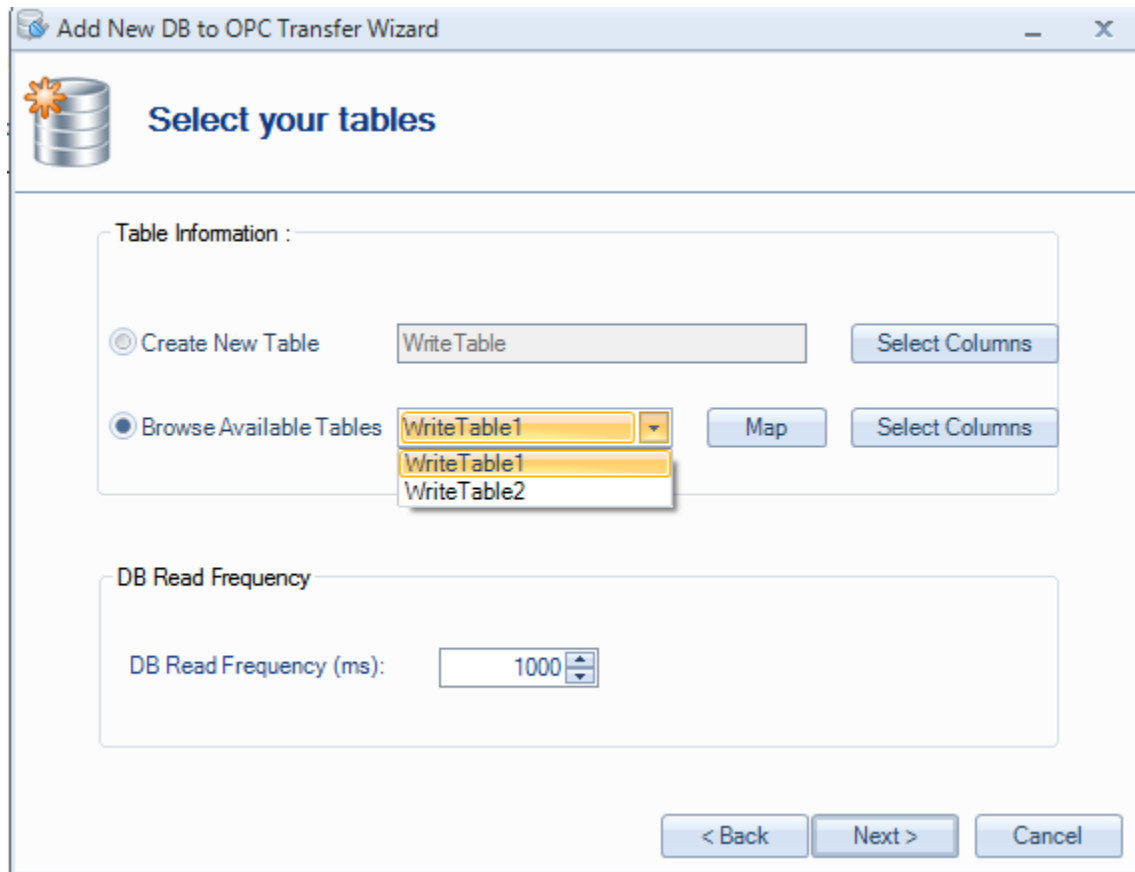 Add New DB to OPC Transfer Wizard
Select your tables
Table Information :
Create New Table WriteTable Select Columns
Browse Available Tables WriteTable1 Map Select Columns
WriteTable1
WriteTable2
DB Read Frequency
DB Read Frequency (ms): 1000
< Back Next > Cancel